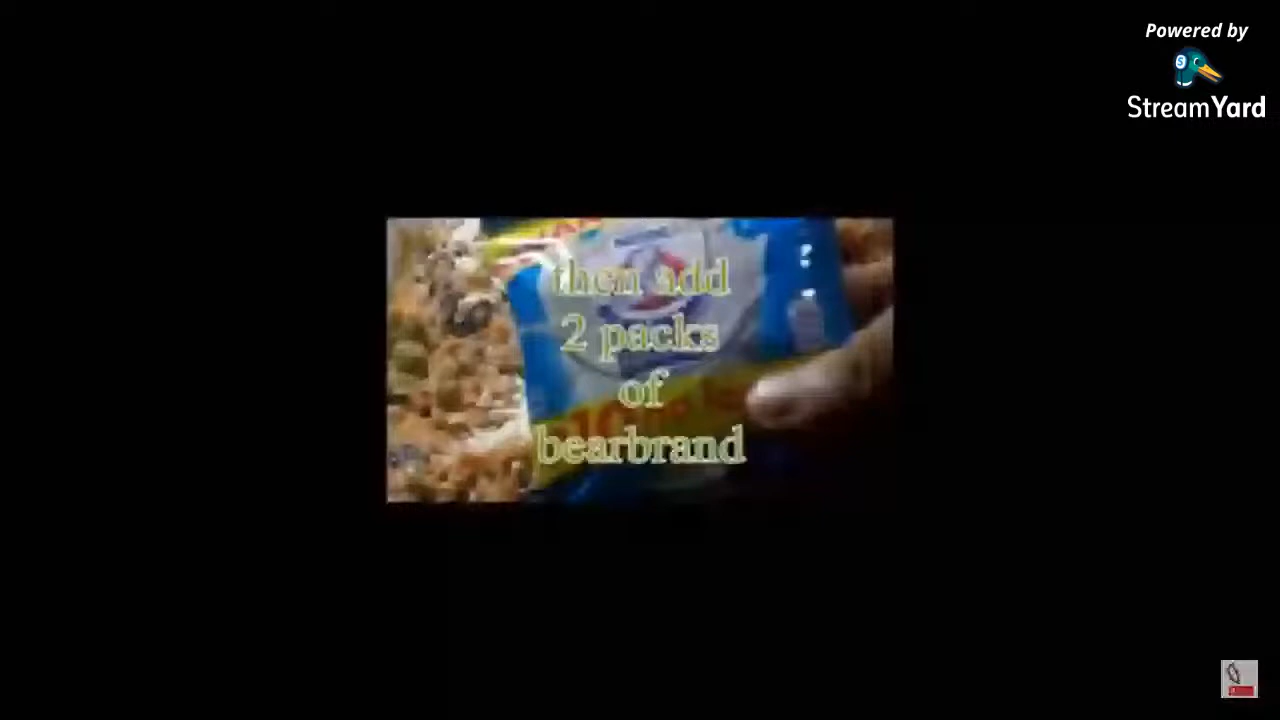 Powered by
StreamYard
then add
2 packs
of
bearbrand